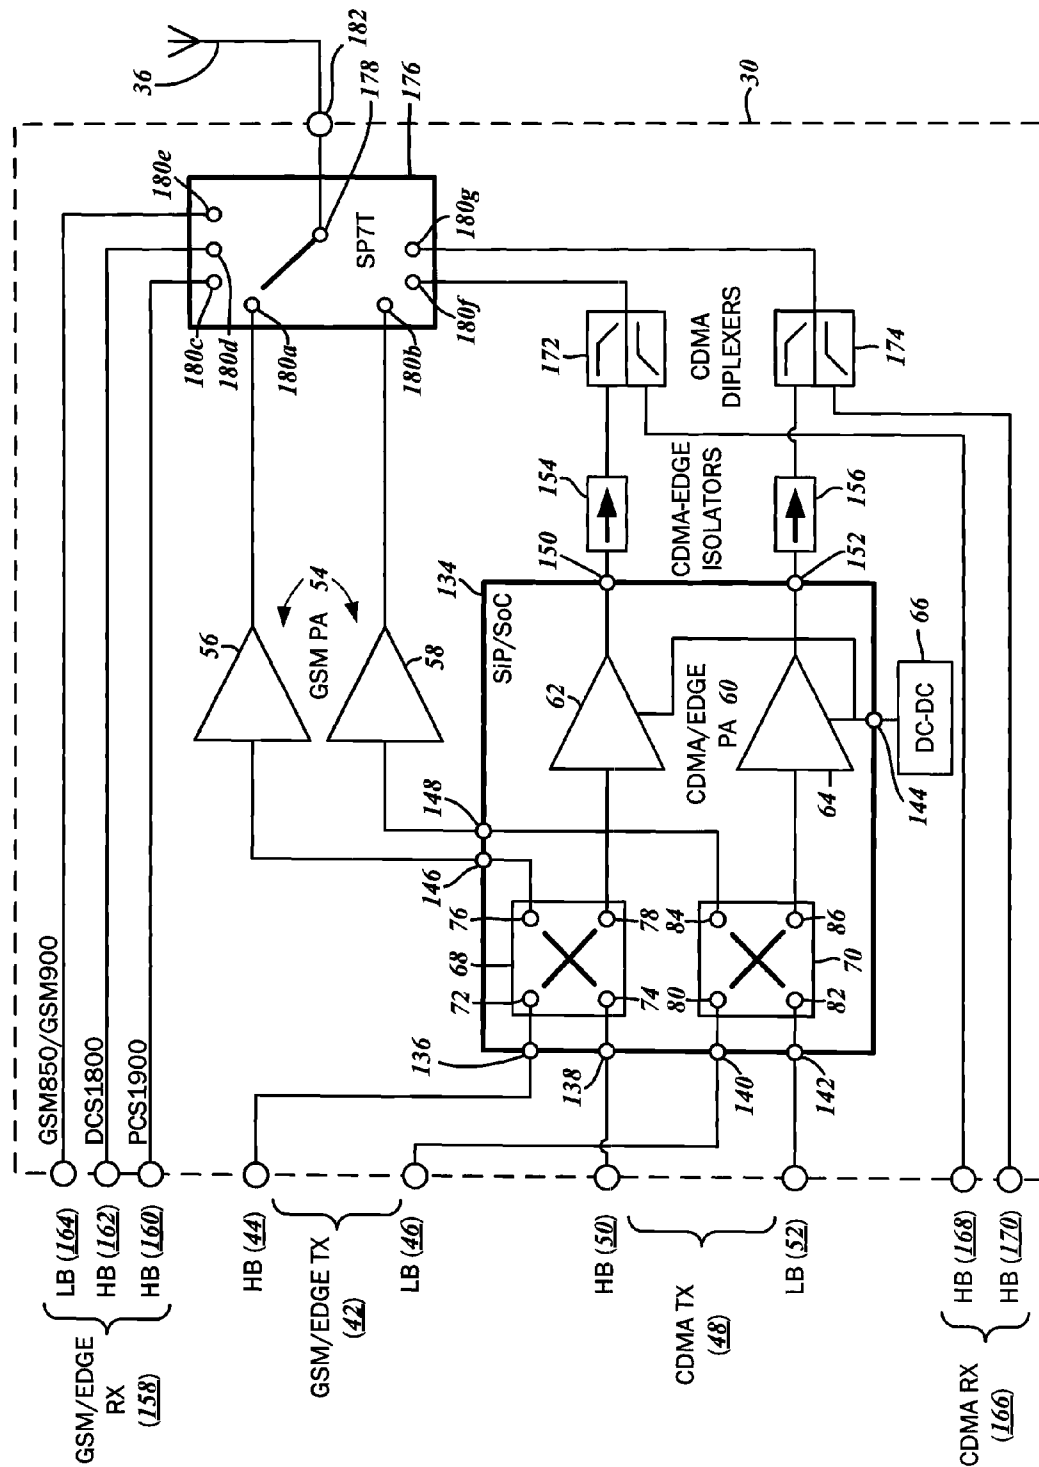 GSM/EDGE
RX
(158)
LB (164)
HB (162)
HB (160)
GSM850/GSM900
DCS1800
PCS1900
HB (44)
GSM/EDGE TX
(42)
LB (46)
HB (50)
CDMA TX
(48)
LB (52)
CDMA RX
(166)
HB (168)
HB (170)
136
138
140
142
72
68
76
74
78
80
84
82
70
86
146
148
56
GSM PA 54
58
134
SiP/SoC
62
CDMA/EDGE
PA 60
64
144
DC-DC
66
150
152
154
CDMA-EDGE
ISOLATORS
156
172
CDMA
DIPLEXERS
174
180c
180d
180a
180b
180e
180f
180g
SP7T
36
182
178
176
30